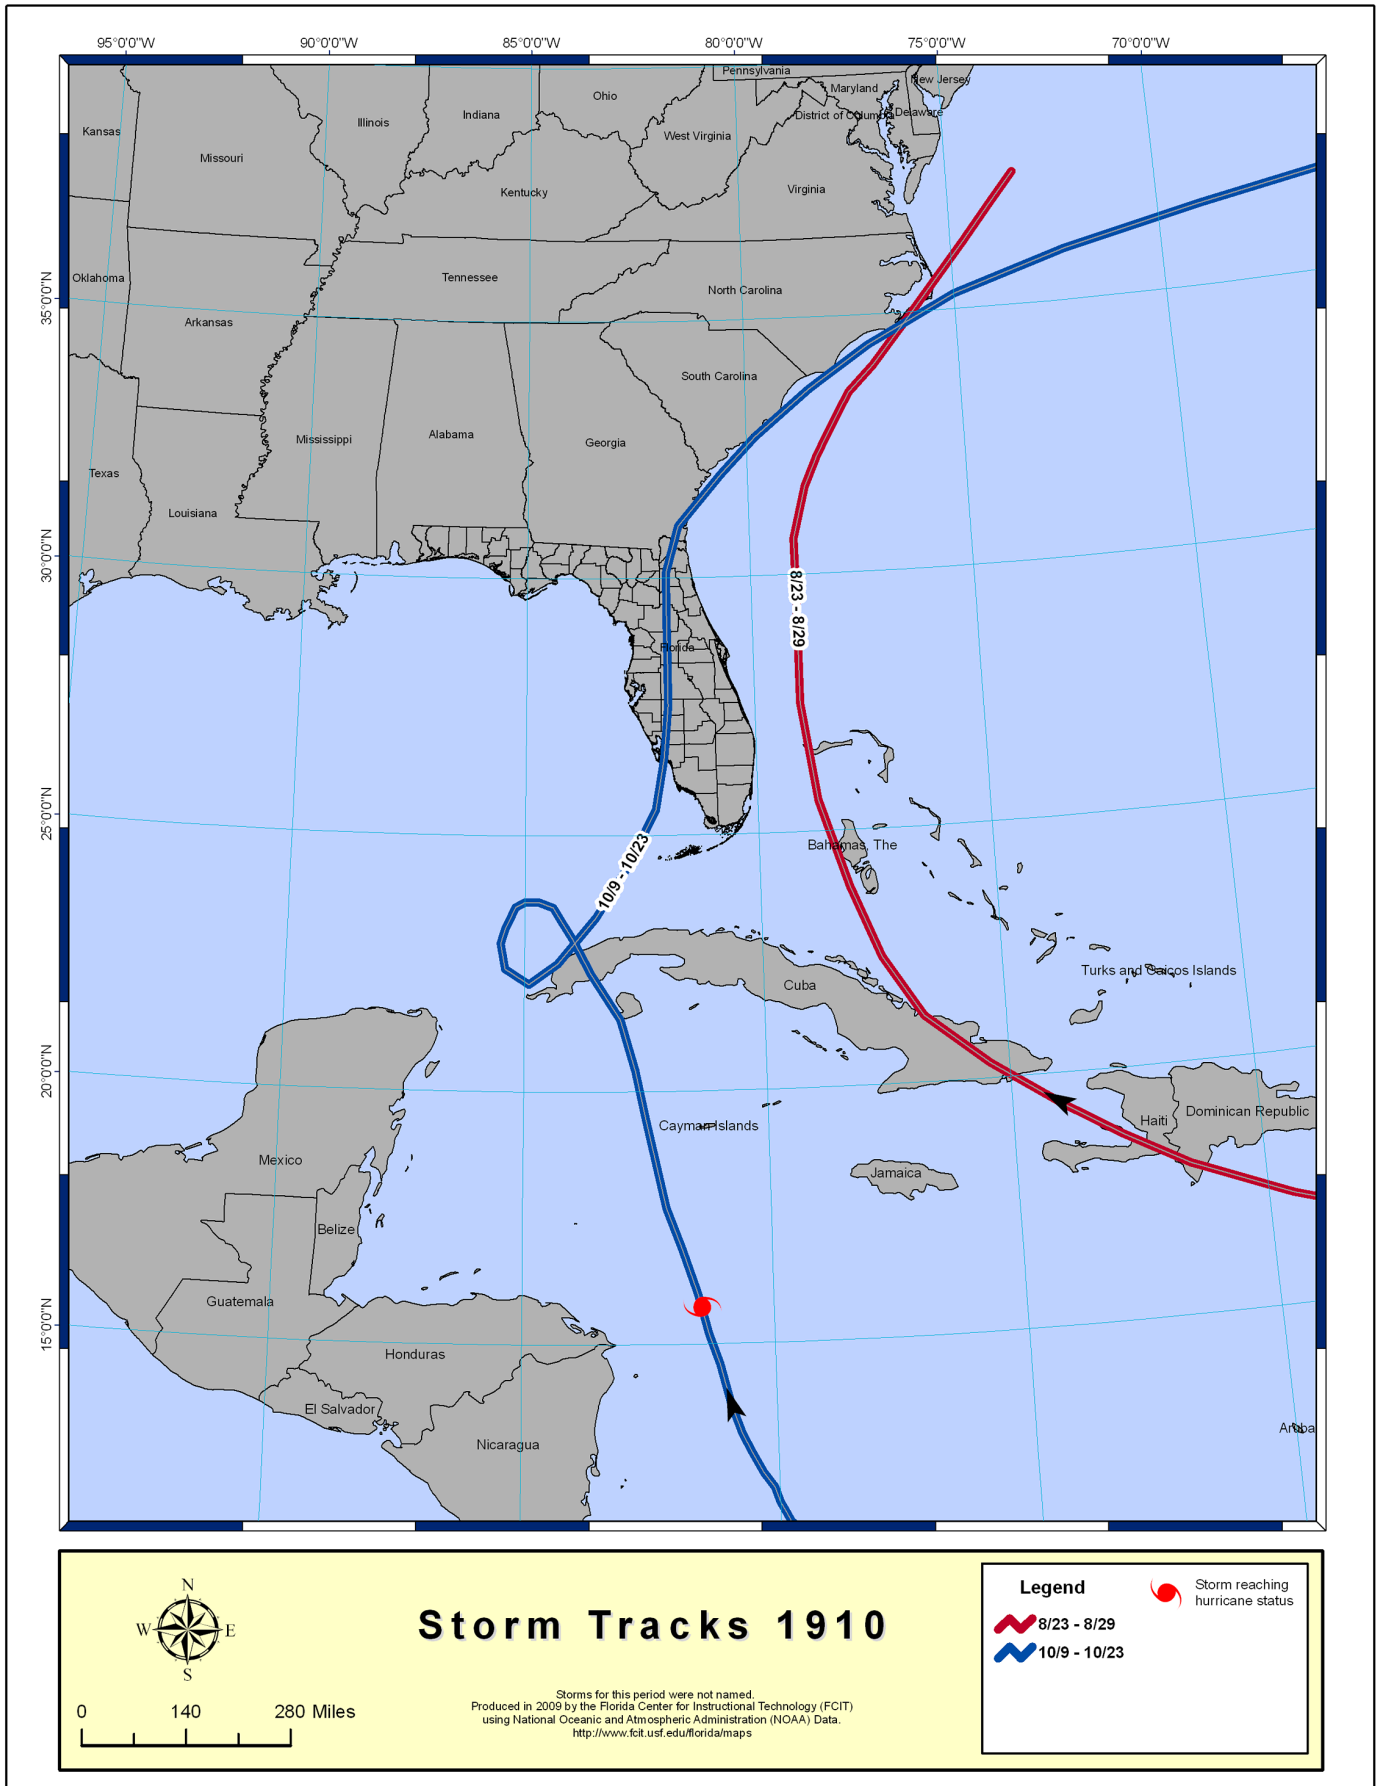 95°0'0"W 90°0'0"W 85°0'0"W 80°0'0"W 75°0'0"W 70°0'0"W
Pennsylvania
New Jersey
Maryland
Ohio
Delaware
District of Columbia
Indiana
Illinois
Kansas
West Virginia
Missouri
Virginia
Kentucky
Oklahoma
Tennessee
North Carolina
35°0'0"N
Arkansas
South Carolina
Mississippi
Alabama
Georgia
Texas
Louisiana
30°0'0"N
8/23 - 8/29
Florida
25°0'0"N
Bahamas, The
10/9 - 10/23
Turks and Caicos Islands
Cuba
20°0'0"N
Dominican Republic
Haiti
Cayman Islands
Mexico
Jamaica
Belize
Guatemala
15°0'0"N
Honduras
El Salvador
Aruba
Nicaragua
N
W E
S
0 140 280 Miles
Storm Tracks 1910
Storms for this period were not named.
Produced in 2009 by the Florida Center for Instructional Technology (FCIT)
using National Oceanic and Atmospheric Administration (NOAA) Data.
http://www.fcit.usf.edu/florida/maps
Legend
8/23 - 8/29
10/9 - 10/23
Storm reaching
hurricane status